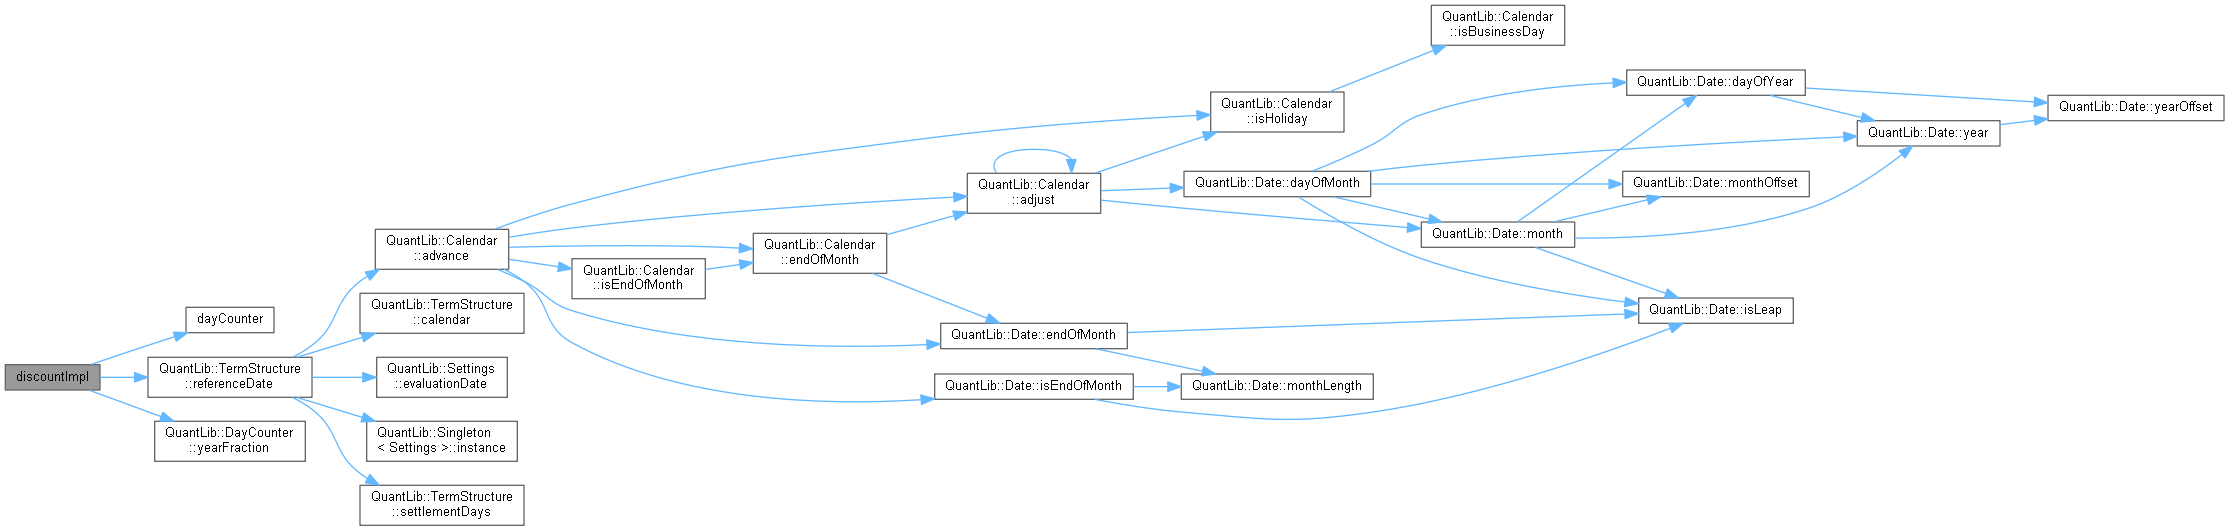 discountImpl
dayCounter
QuantLib::TermStructure
::referenceDate
QuantLib::DayCounter
::yearFraction
QuantLib::Calendar
::advance
QuantLib::TermStructure
::calendar
QuantLib::Settings
::evaluationDate
QuantLib::Singleton
< Settings >::instance
QuantLib::TermStructure
::settlementDays
QuantLib::Calendar
::isEndOfMonth
QuantLib::Calendar
::endOfMonth
QuantLib::Calendar
::adjust
QuantLib::Date::endOfMonth
QuantLib::Date::isEndOfMonth
QuantLib::Calendar
::isHoliday
QuantLib::Date::dayOfMonth
QuantLib::Date::monthLength
QuantLib::Calendar
::isBusinessDay
QuantLib::Date::month
QuantLib::Date::dayOfYear
QuantLib::Date::monthOffset
QuantLib::Date::isLeap
QuantLib::Date::year
QuantLib::Date::yearOffset